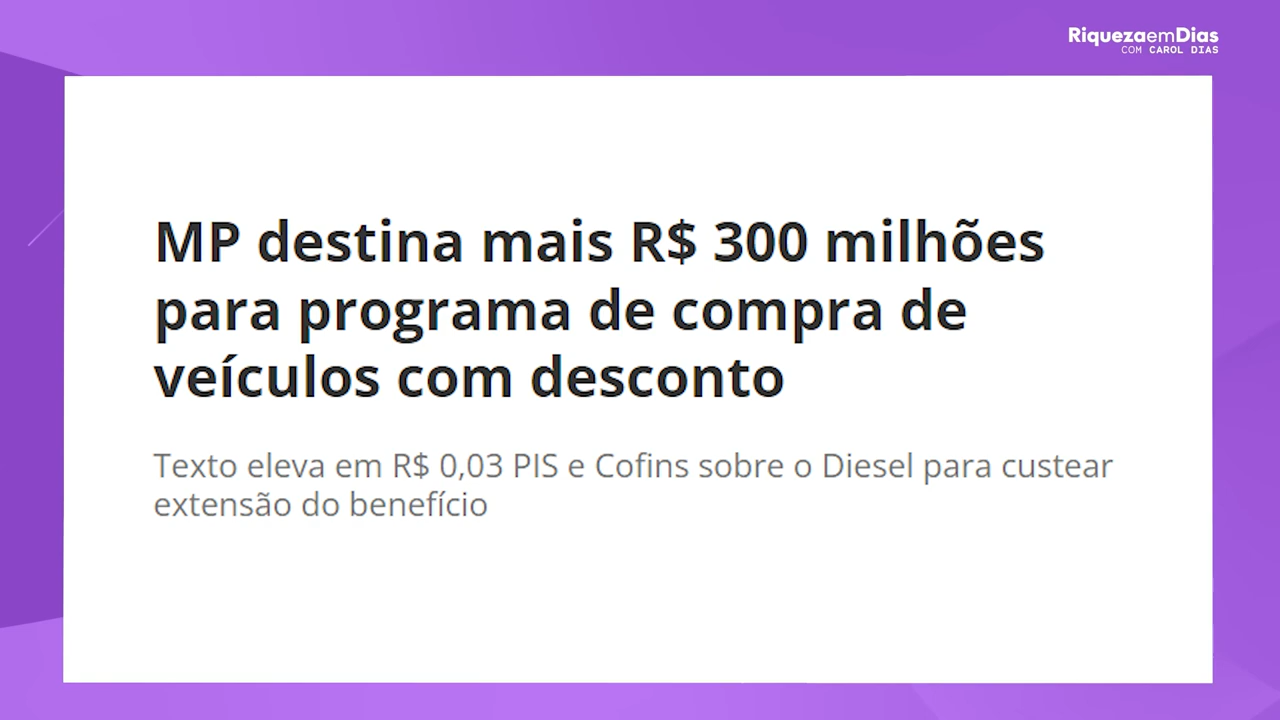 RiquezaemDias
COM CAROL DIAS
MP destina mais R$ 300 milhões
para programa de compra de
veículos com desconto
Texto eleva em R$ 0,03 PIS e Cofins sobre o Diesel para custear
extensão do benefício